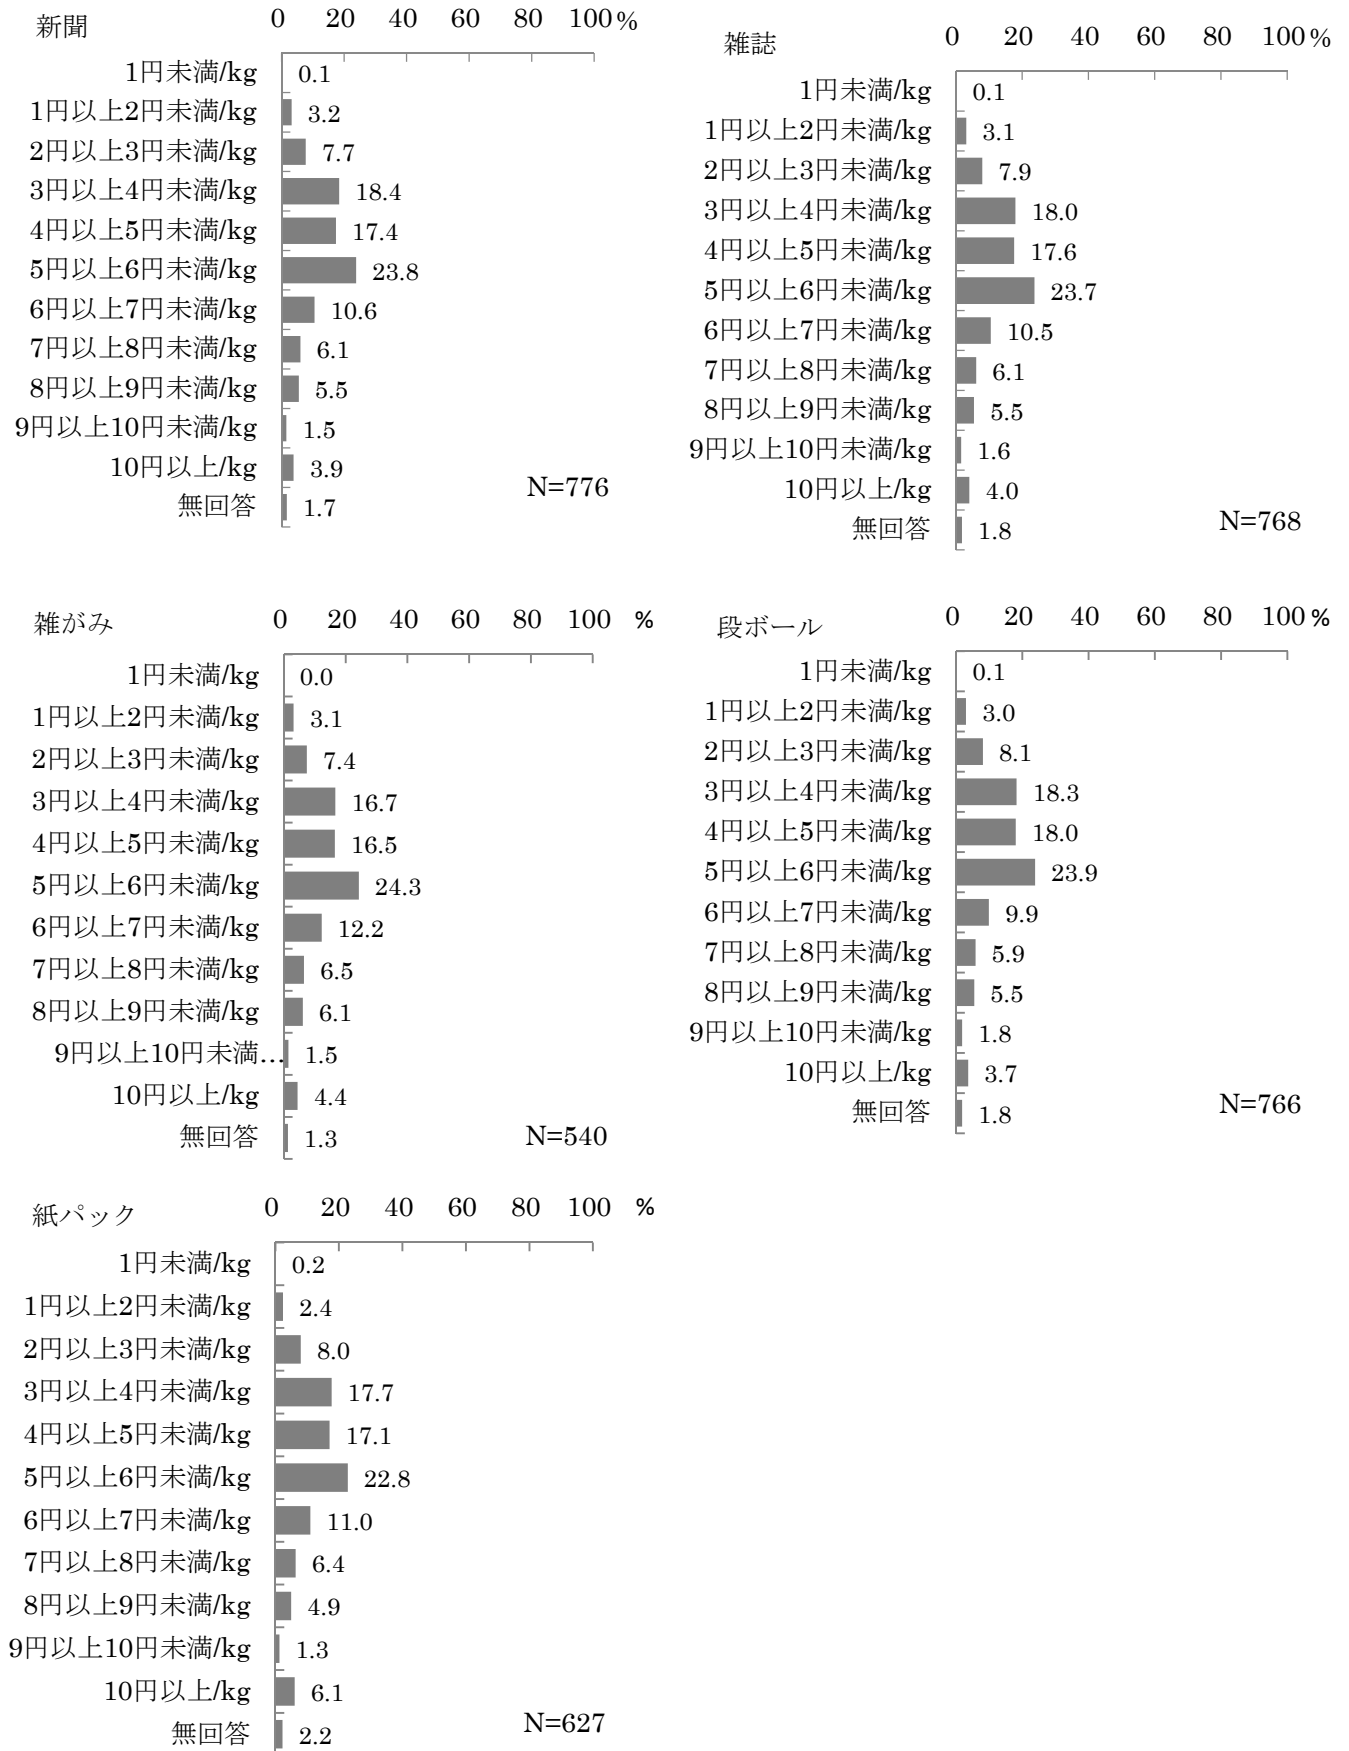 新聞
0 20 40 60 80 100%
1円未満/kg 0.1
1円以上2円未満/kg 3.2
2円以上3円未満/kg 7.7
3円以上4円未満/kg 18.4
4円以上5円未満/kg 17.4
5円以上6円未満/kg 23.8
6円以上7円未満/kg 10.6
7円以上8円未満/kg 6.1
8円以上9円未満/kg 5.5
9円以上10円未満/kg 1.5
10円以上/kg 3.9
無回答 1.7
N=776
雑誌
0 20 40 60 80 100%
1円未満/kg 0.1
1円以上2円未満/kg 3.1
2円以上3円未満/kg 7.9
3円以上4円未満/kg 18.0
4円以上5円未満/kg 17.6
5円以上6円未満/kg 23.7
6円以上7円未満/kg 10.5
7円以上8円未満/kg 6.1
8円以上9円未満/kg 5.5
9円以上10円未満/kg 1.6
10円以上/kg 4.0
無回答 1.8
N=768
雑がみ
0 20 40 60 80 100 %
1円未満/kg 0.0
1円以上2円未満/kg 3.1
2円以上3円未満/kg 7.4
3円以上4円未満/kg 16.7
4円以上5円未満/kg 16.5
5円以上6円未満/kg 24.3
6円以上7円未満/kg 12.2
7円以上8円未満/kg 6.5
8円以上9円未満/kg 6.1
9円以上10円未満… 1.5
10円以上/kg 4.4
無回答 1.3
N=540
段ボール
0 20 40 60 80 100%
1円未満/kg 0.1
1円以上2円未満/kg 3.0
2円以上3円未満/kg 8.1
3円以上4円未満/kg 18.3
4円以上5円未満/kg 18.0
5円以上6円未満/kg 23.9
6円以上7円未満/kg 9.9
7円以上8円未満/kg 5.9
8円以上9円未満/kg 5.5
9円以上10円未満/kg 1.8
10円以上/kg 3.7
無回答 1.8
N=766
紙パック
0 20 40 60 80 100 %
1円未満/kg 0.2
1円以上2円未満/kg 2.4
2円以上3円未満/kg 8.0
3円以上4円未満/kg 17.7
4円以上5円未満/kg 17.1
5円以上6円未満/kg 22.8
6円以上7円未満/kg 11.0
7円以上8円未満/kg 6.4
8円以上9円未満/kg 4.9
9円以上10円未満/kg 1.3
10円以上/kg 6.1
無回答 2.2
N=627